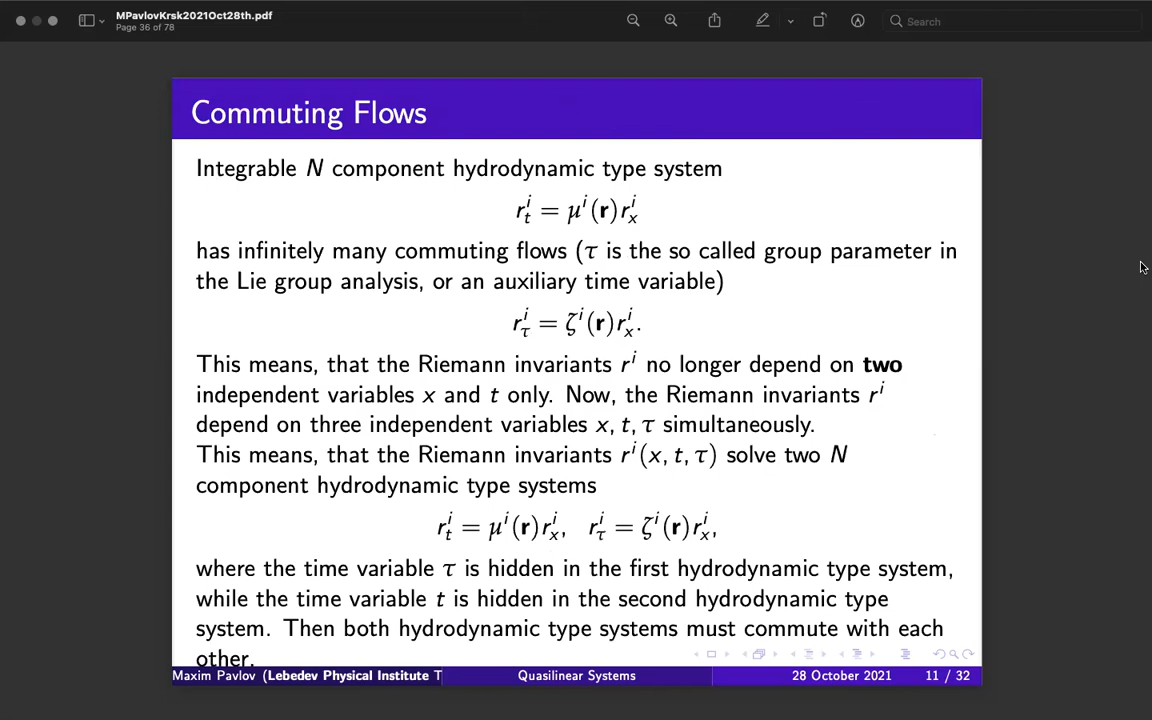 MPavlovKrsk2021Oct28th.pdf
Page 36 of 78
Search
Commuting Flows
Integrable N component hydrodynamic type system
r^i_t = μ^i(r)r^i_x
has infinitely many commuting flows (τ is the so called group parameter in
the Lie group analysis, or an auxiliary time variable)
r^i_τ = ζ^i(r)r^i_x.
This means, that the Riemann invariants r^i no longer depend on two
independent variables x and t only. Now, the Riemann invariants r^i
depend on three independent variables x, t, τ simultaneously.
This means, that the Riemann invariants r^i(x, t, τ) solve two N
component hydrodynamic type systems
r^i_t = μ^i(r)r^i_x, r^i_τ = ζ^i(r)r^i_x,
where the time variable τ is hidden in the first hydrodynamic type system,
while the time variable t is hidden in the second hydrodynamic type
system. Then both hydrodynamic type systems must commute with each
other.
Maxim Pavlov (Lebedev Physical Institute T Quasilinear Systems 28 October 2021 11 / 32